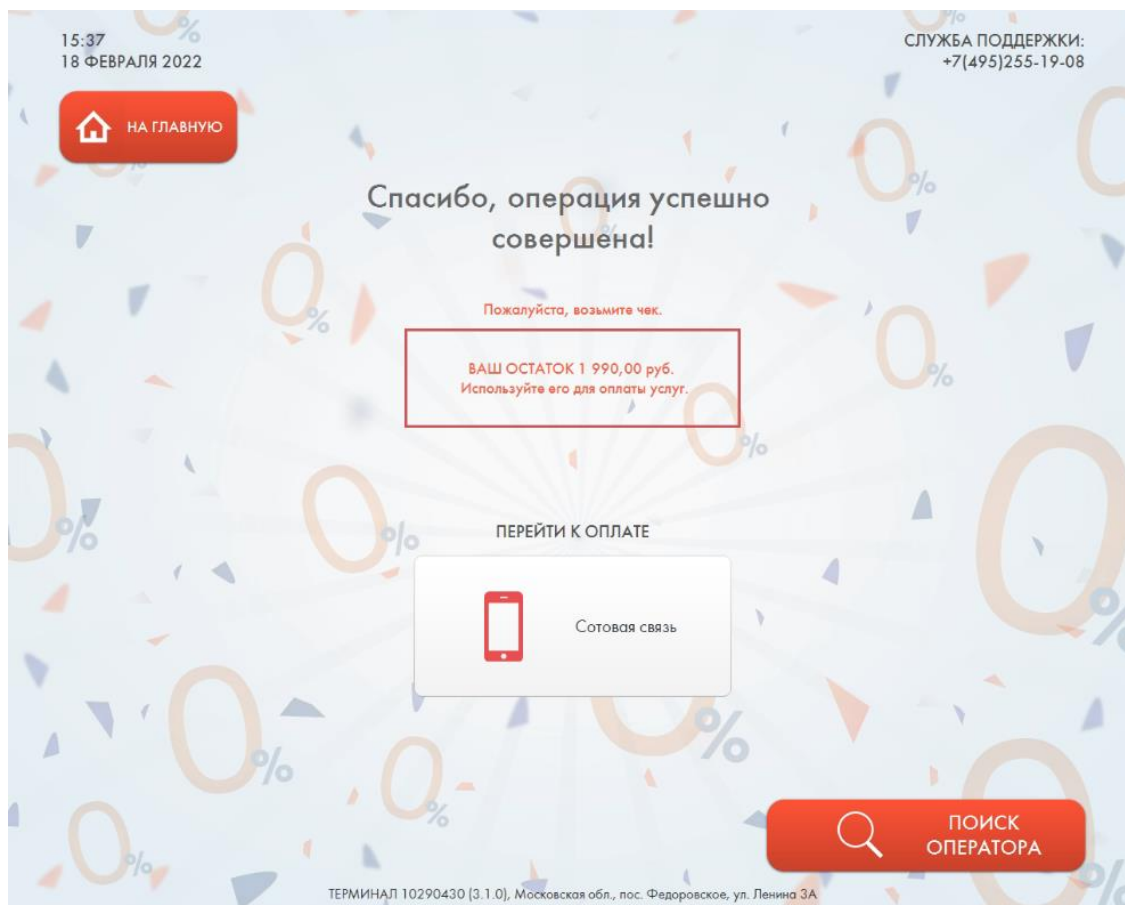 15:37
18 ФЕВРАЛЯ 2022
СЛУЖБА ПОДДЕРЖКИ:
+7(495)255-19-08
НА ГЛАВНУЮ
Спасибо, операция успешно
совершена!
Пожалуйста, возьмите чек.
ВАШ ОСТАТОК 1 990,00 руб.
Используйте его для оплаты услуг.
ПЕРЕЙТИ К ОПЛАТЕ
Сотовая связь
ПОИСК
ОПЕРАТОРА
ТЕРМИНАЛ 10290430 (3.1.0), Московская обл., пос. Федоровское, ул. Ленина 3А